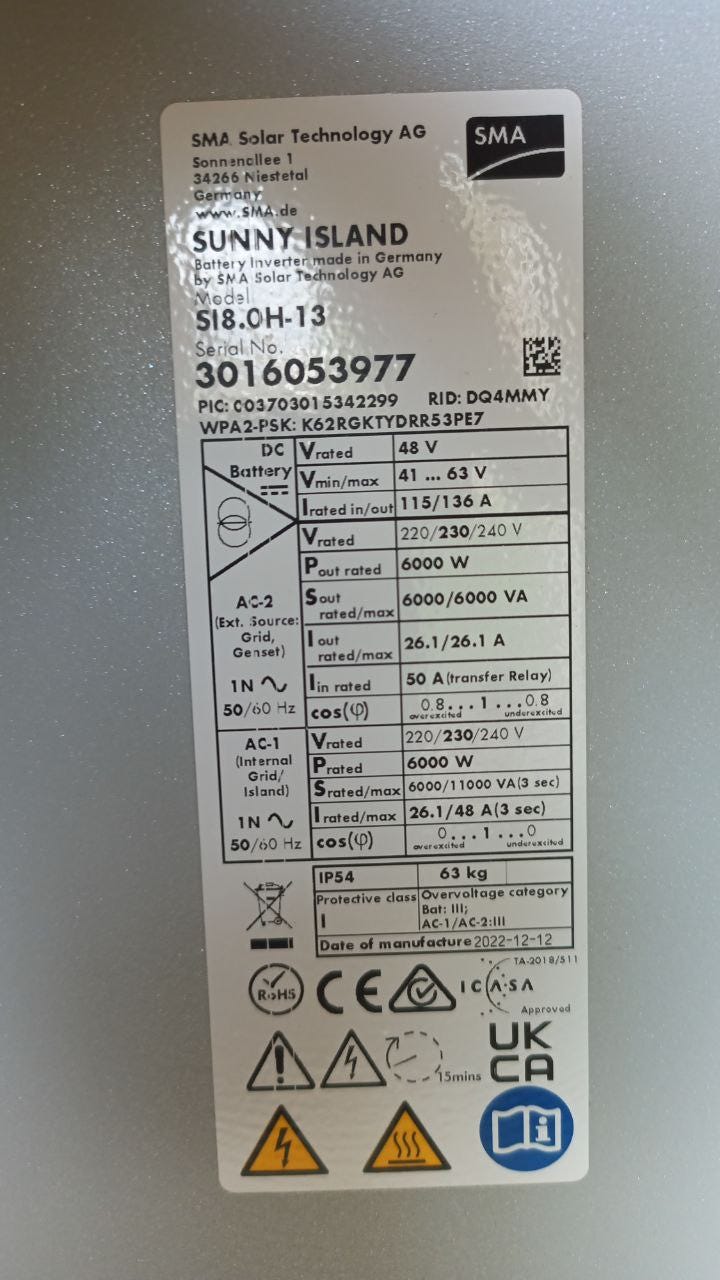 SMA Solar Technology AG
SMA
Sonnenallee 1
34266 Niestetal
Germany
www.SMA.de
SUNNY ISLAND
Battery Inverter made in Germany
by SMA Solar Technology AG
Model
SI8.0H-13
Serial No.
3016053977
PIC: C03703015342299 RID: DQ4MMY
WPA2-PSK: K62RGKTYDRR53PE7
DC Battery
Vrated 48 V
Vmin/max 41 ... 63 V
Irated in/out 115/136 A
AC-2
(Ext. Source:
Grid,
Genset)
1N
50/60 Hz
Vrated 220/230/240 V
Pout rated 6000 W
Sout rated/max 6000/6000 VA
Iout rated/max 26.1/26.1 A
Iin rated 50 A(transfer Relay)
cos(φ) 0.8...1...0.8
overexcited underexcited
AC-1
(Internal
Grid/
Island)
1N
50/60 Hz
Vrated 220/230/240 V
Prated 6000 W
Srated/max 6000/11000 VA(3 sec)
Irated/max 26.1/48 A(3 sec)
cos(φ) 0...1...0
overexcited underexcited
IP54 63 kg
Protective class I
Overvoltage category
Bat: III;
AC-1/AC-2:III
Date of manufacture 2022-12-12
TA-2018/511
RoHS CE ICASA
Approved
15mins
UK
CA
i